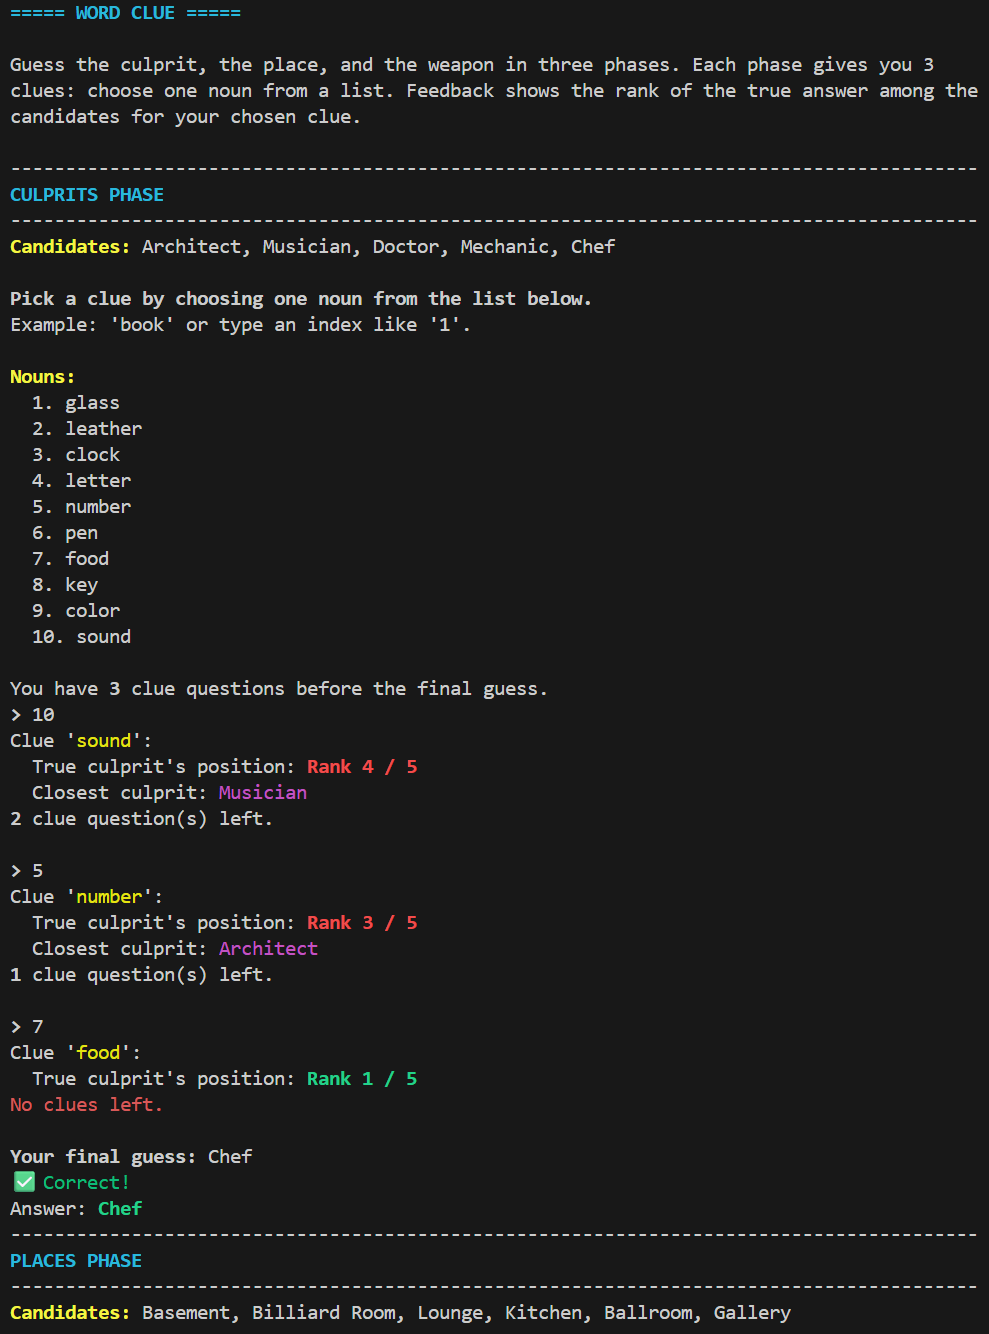 ===== WORD CLUE =====
Guess the culprit, the place, and the weapon in three phases. Each phase gives you 3
clues: choose one noun from a list. Feedback shows the rank of the true answer among the
candidates for your chosen clue.
----------------------------------------------------------------------------------------
CULPRITS PHASE
----------------------------------------------------------------------------------------
Candidates: Architect, Musician, Doctor, Mechanic, Chef
Pick a clue by choosing one noun from the list below.
Example: 'book' or type an index like '1'.
Nouns:
1. glass
2. leather
3. clock
4. letter
5. number
6. pen
7. food
8. key
9. color
10. sound
You have 3 clue questions before the final guess.
> 10
Clue 'sound':
True culprit's position: Rank 4 / 5
Closest culprit: Musician
2 clue question(s) left.
> 5
Clue 'number':
True culprit's position: Rank 3 / 5
Closest culprit: Architect
1 clue question(s) left.
> 7
Clue 'food':
True culprit's position: Rank 1 / 5
No clues left.
Your final guess: Chef
✅ Correct!
Answer: Chef
----------------------------------------------------------------------------------------
PLACES PHASE
----------------------------------------------------------------------------------------
Candidates: Basement, Billiard Room, Lounge, Kitchen, Ballroom, Gallery